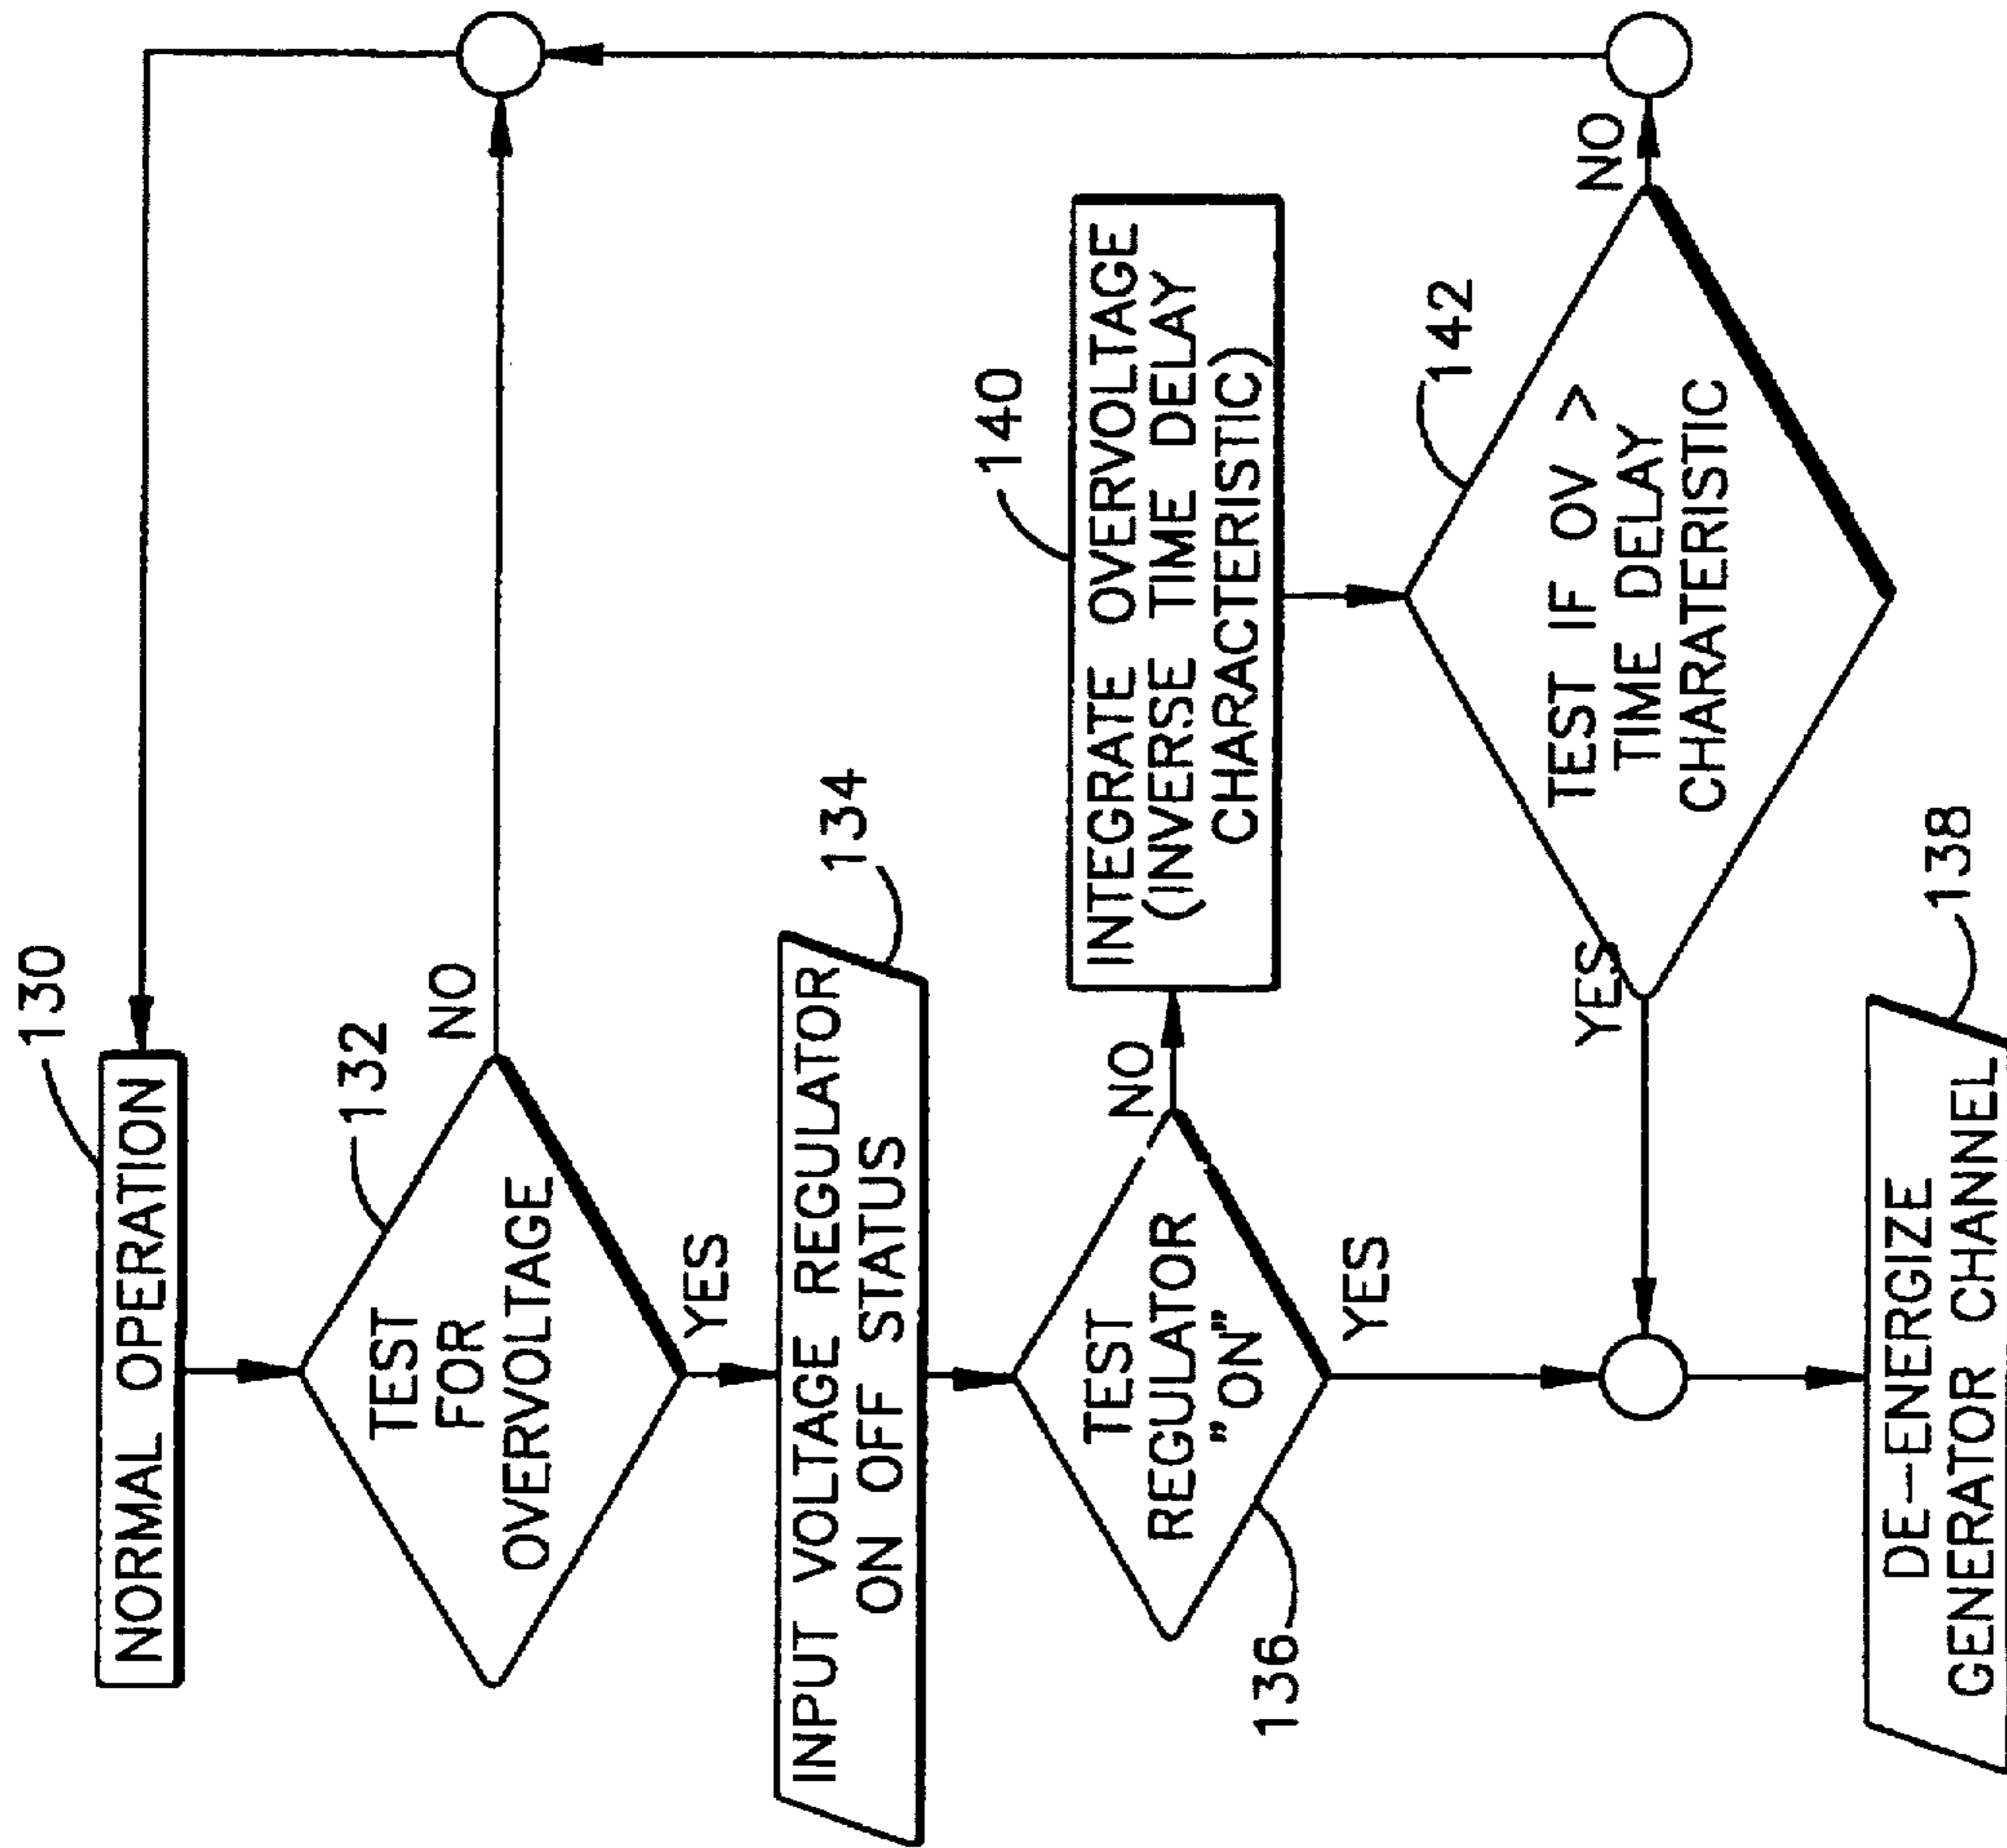 130
NORMAL OPERATION
132
TEST
FOR
OVERVOLTAGE
NO
YES
134
INPUT VOLTAGE REGULATOR
ON OFF STATUS
136
TEST
REGULATOR
"ON"
NO
YES
140
INTEGRATE OVERVOLTAGE
(INVERSE TIME DELAY
CHARACTERISTIC)
142
TEST IF OV >
TIME DELAY
CHARATERISTIC
NO
YES
138
DE-ENERGIZE
GENERATOR CHANNEL